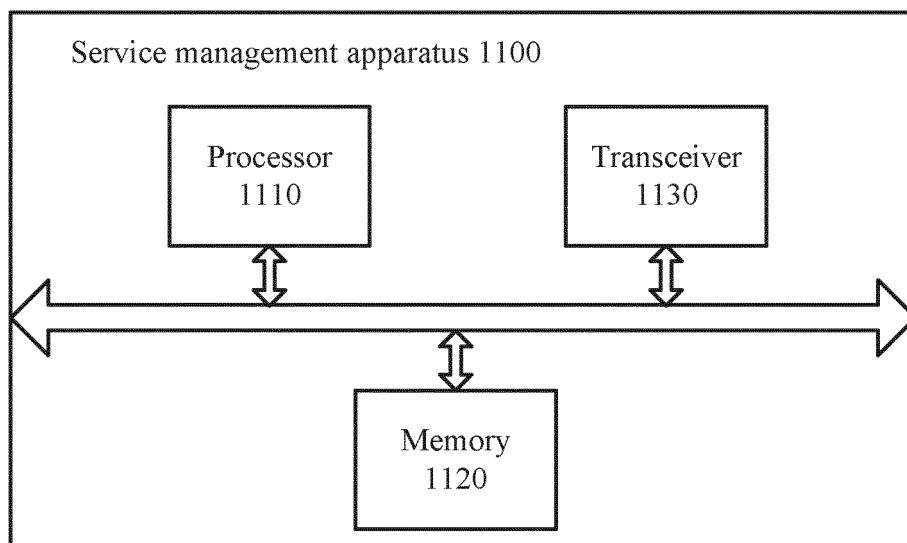 Service management apparatus 1100
Processor
1110
Transceiver
1130
Memory
1120